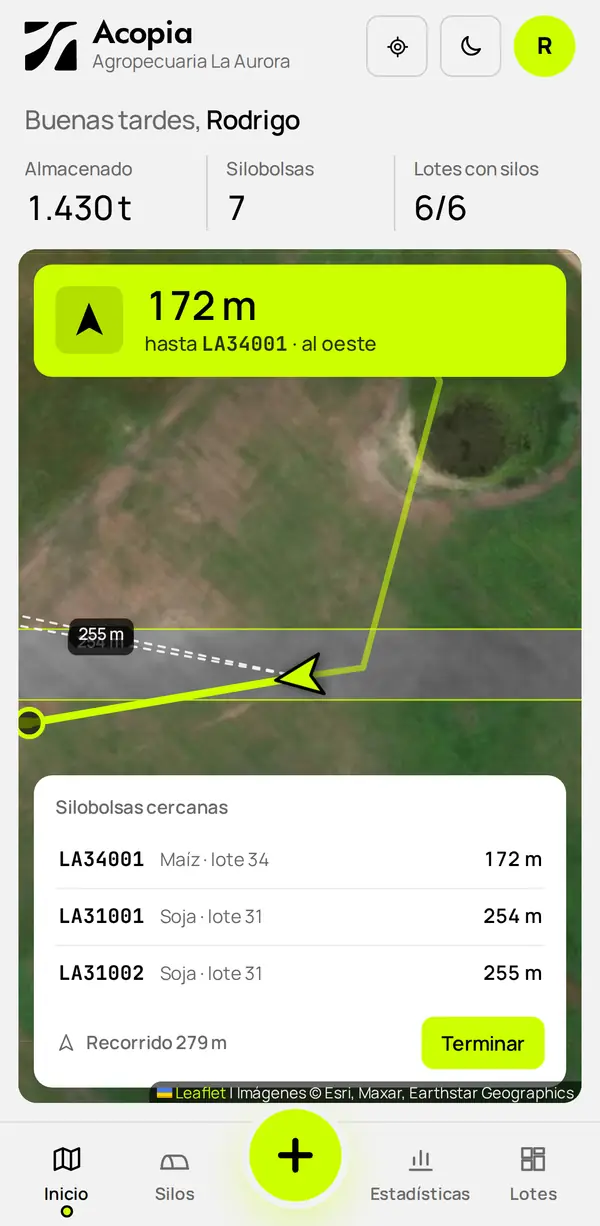 Acopia
Agropecuaria La Aurora
R
Buenas tardes, Rodrigo
Almacenado
Silobolsas
Lotes con silos
1.430 t
7
6/6
172 m
hasta LA34001 · al oeste
255 m
Silobolsas cercanas
LA34001 Maíz · lote 34 172 m
LA31001 Soja · lote 31 254 m
LA31002 Soja · lote 31 255 m
Recorrido 279 m
Terminar
Leaflet | Imágenes © Esri, Maxar, Earthstar Geographics
Inicio
Silos
Estadísticas
Lotes